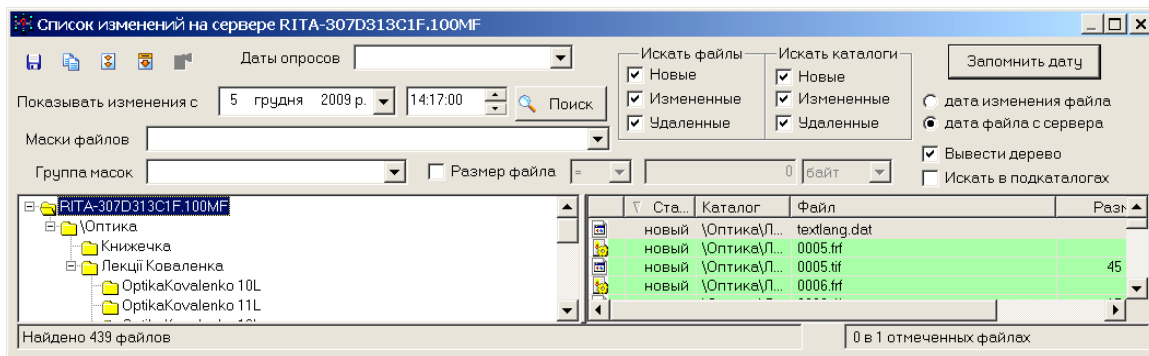 Список изменений на сервере RITA-307D313C1F.100MF
Даты опросов
Искать файлы
Искать каталоги
Запомнить дату
Новые
Новые
Показывать изменения с 5 грудня 2009 р. 14:17:00 Поиск
Измененные
Измененные
дата изменения файла
Удаленные
Удаленные
дата файла с сервера
Маски файлов
Вывести дерево
Группа масок
Размер файла = 0 байт
Искать в подкаталогах
RITA-307D313C1F.100MF
\Оптика
Книжечка
Лекції Коваленка
OptikaKovalenko 10L
OptikaKovalenko 11L
Ста... Каталог Файл Разм
новый \Оптика\Л... textlang.dat
новый \Оптика\Л... 0005.frf
новый \Оптика\Л... 0005.tif 45
новый \Оптика\Л... 0006.frf
Найдено 439 файлов
0 в 1 отмеченных файлах